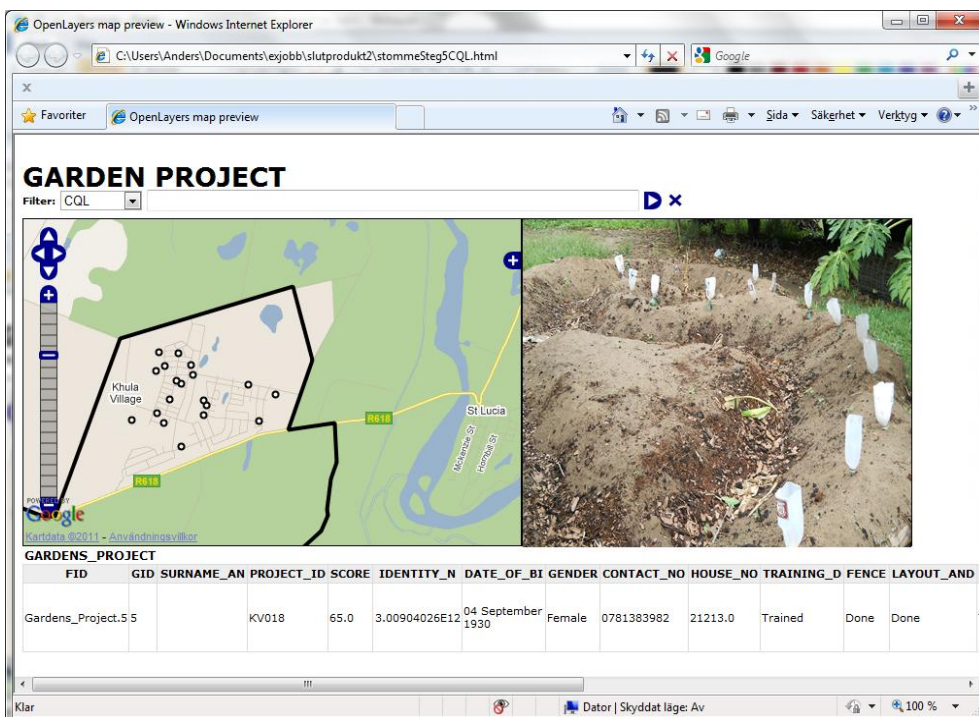 OpenLayers map preview - Windows Internet Explorer
C:\Users\Anders\Documents\exjobb\slutprodukt2\stommeSteg5CQL.html
Google
x
Favoriter
OpenLayers map preview
Sida
Säkerhet
Verktyg
»
GARDEN PROJECT
Filter: CQL
Khula
Village
R618
St Lucia
Mckenzie St
Hornbill St
R618
POWERED BY
Google
Kartdata ©2011 - Användningsvillkor
GARDENS_PROJECT
FID GID SURNAME_AN PROJECT_ID SCORE IDENTITY_N DATE_OF_BI GENDER CONTACT_NO HOUSE_NO TRAINING_D FENCE LAYOUT_AND
Gardens_Project.5 5 KV018 65.0 3.00904026E12 04 September 1930 Female 0781383982 21213.0 Trained Done Done
Klar
Dator | Skyddat läge: Av
100 %